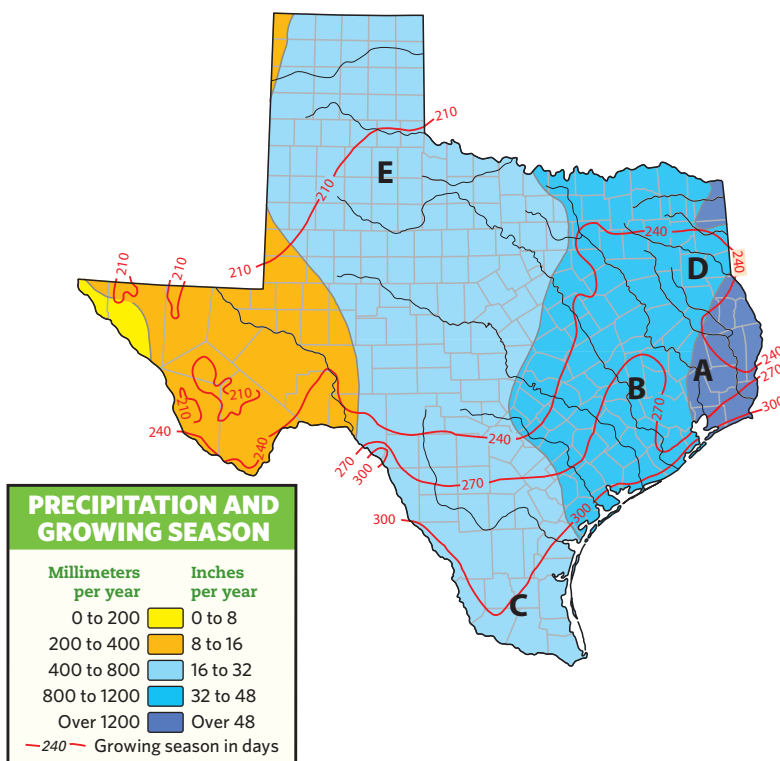 210
E
210
210
210
210
240
240
D
240
A
B
240
270
270
300
210
210
240
240
240
270
300
270
300
300
C
PRECIPITATION AND
GROWING SEASON
Millimeters per year Inches per year
0 to 200 0 to 8
200 to 400 8 to 16
400 to 800 16 to 32
800 to 1200 32 to 48
Over 1200 Over 48
240 Growing season in days